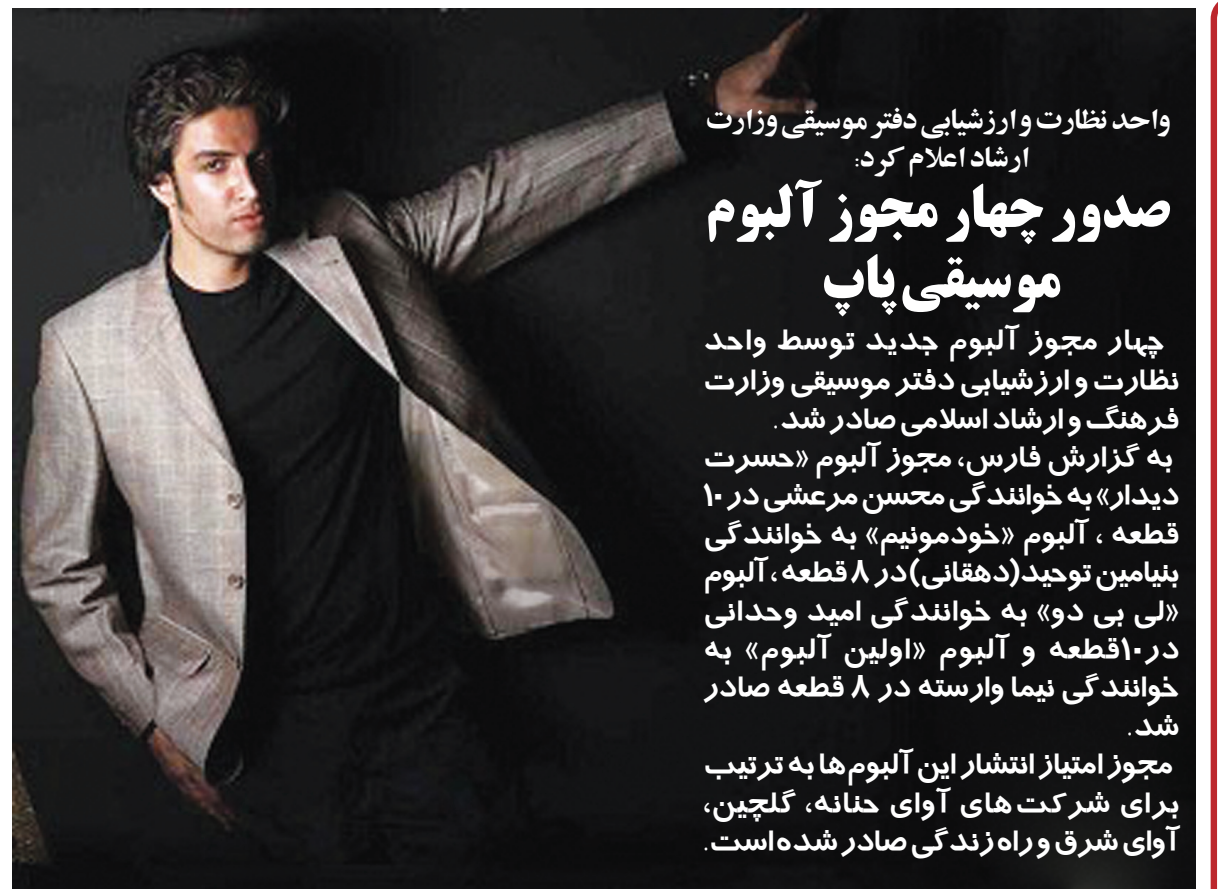 واحد نظارت و ارزشیابی دفتر موسیقی وزارت
ارشاد اعلام کرد:
صدور چهار مجوز آلبوم
موسیقی پاپ
چهار مجوز آلبوم جدید توسط واحد
نظارت و ارزشیابی دفتر موسیقی وزارت
فرهنگ و ارشاد اسلامی صادر شد.
به گزارش فارس، مجوز آلبوم «حسرت
دیدار» به خوانندگی محسن مرعشی در ۱۰
قطعه ، آلبوم «خودمونیم» به خوانندگی
بنیامین توحید(دهقانی)در ۸ قطعه، آلبوم
«لی بی دو» به خوانندگی امید وحدانی
در۱۰قطعه و آلبوم «اولین آلبوم» به
خوانندگی نیما وارسته در ۸ قطعه صادر
شد.
مجوز امتیاز انتشار این آلبوم‌ها به ترتیب
برای شرکت‌های آوای حنانه، گلچین،
آوای شرق و راه زندگی صادر شده‌است.